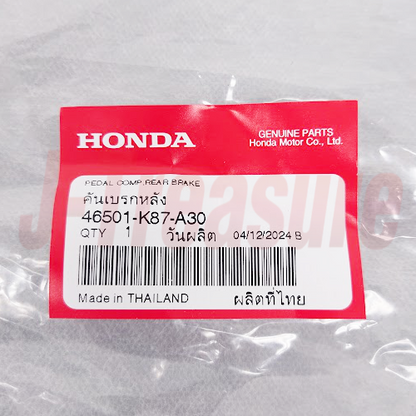 HONDA
GENUINE PARTS
Honda Motor Co., Ltd.
PEDAL COMP,REAR BRAKE
คันเบรกหลัง
46501-K87-A30
QTY 1 วันผลิต 04/12/2024 B
Made in THAILAND ผลิตที่ไทย
JTreasure